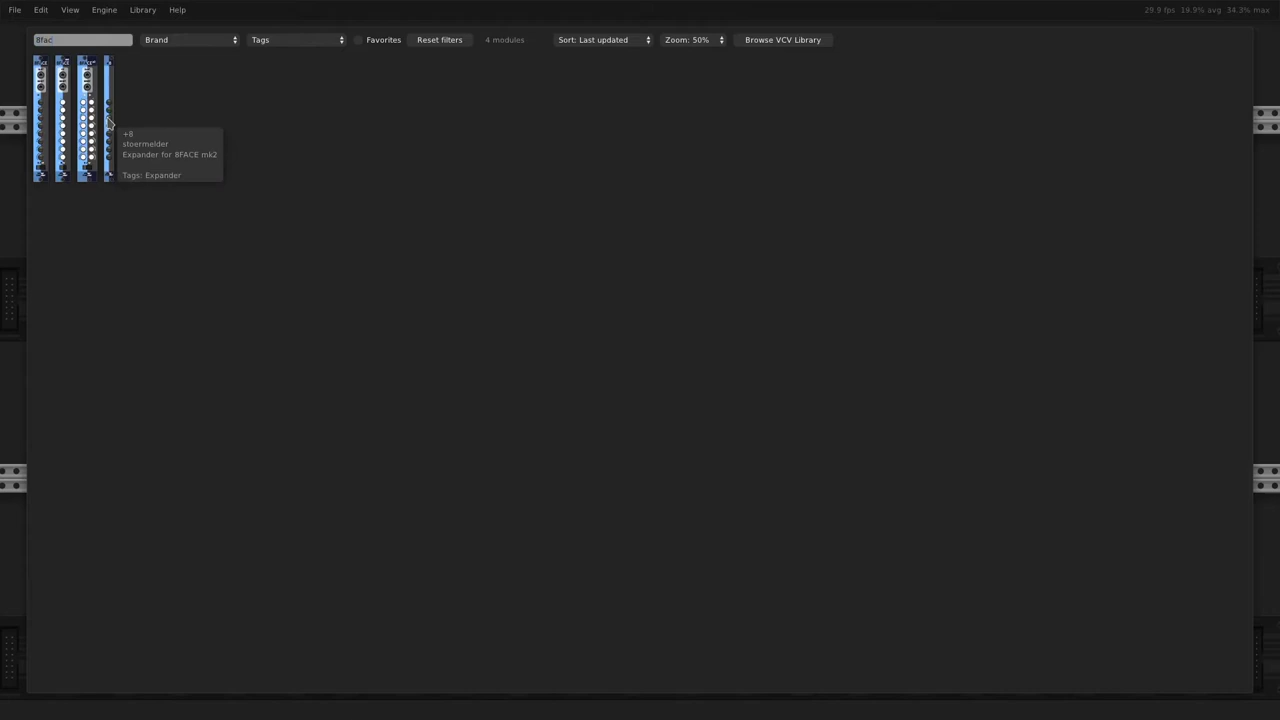 File Edit View Engine Library Help 29.9 fps 19.9% avg 34.3% max
8fac Brand Tags Favorites Reset filters 4 modules Sort: Last updated Zoom: 50% Browse VCV Library
+8
stoermelder
Expander for 8FACE mk2
Tags: Expander